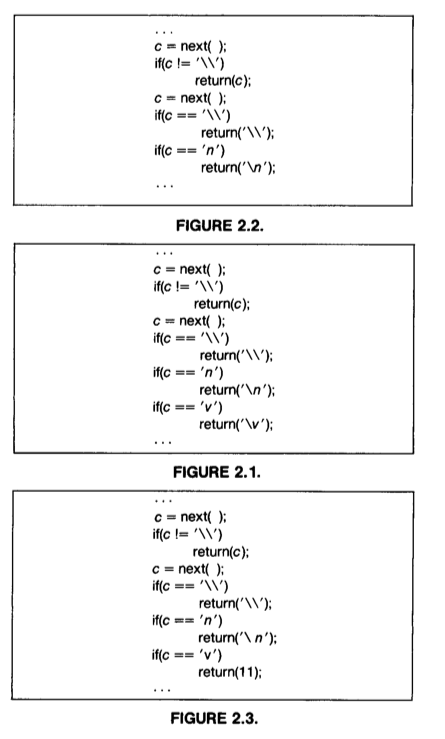 ...
c = next( );
if(c != '\\')
return(c);
c = next( );
if(c == '\\')
return('\\');
if(c == 'n')
return('\n');
...
FIGURE 2.2.
...
c = next( );
if(c != '\\')
return(c);
c = next( );
if(c == '\\')
return('\\');
if(c == 'n')
return('\n');
if(c == 'v')
return('\v');
...
FIGURE 2.1.
...
c = next( );
if(c != '\\')
return(c);
c = next( );
if(c == '\\')
return('\\');
if(c == 'n')
return('\ n');
if(c == 'v')
return(11);
...
FIGURE 2.3.